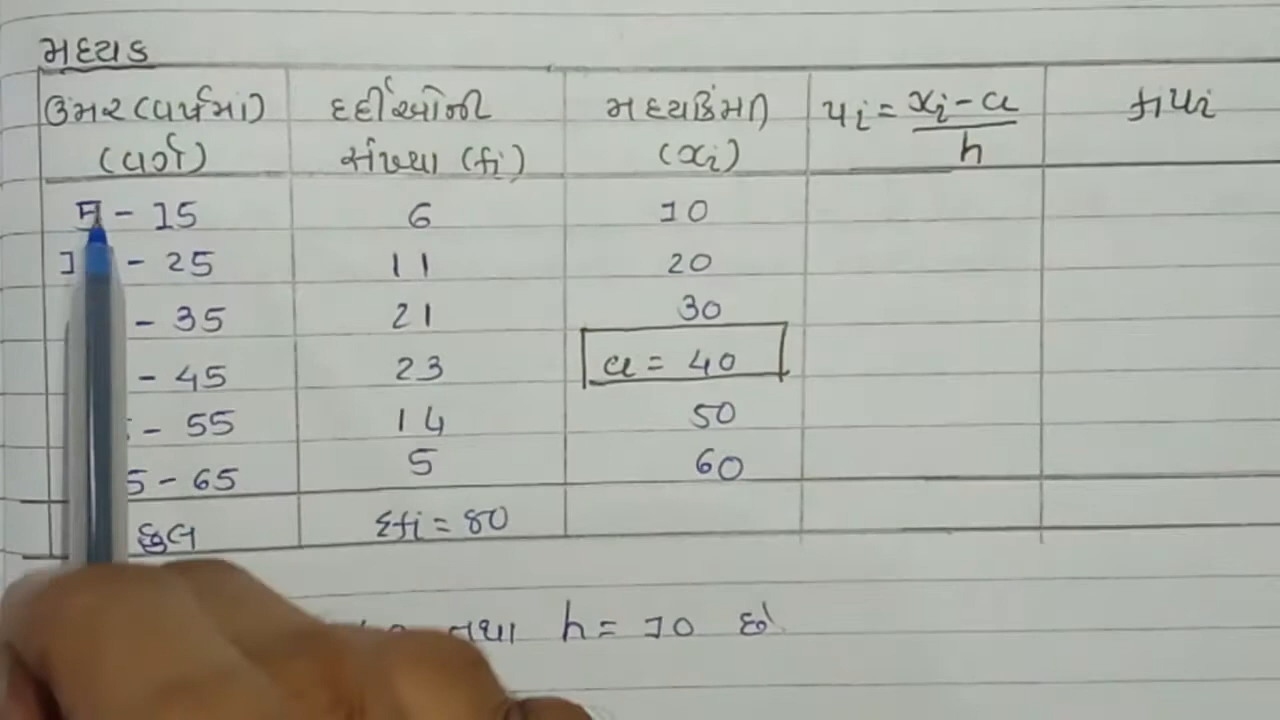 મધ્યક
ઉંમર (વર્ષમાં) (વર્ગ) દર્દીઓની સંખ્યા (fi) મધ્યકિંમત (xi) ui = xi - a / h fiui
5 - 15 6 10
- 25 11 20
- 35 21 30
- 45 23 a = 40
- 55 14 50
5 - 65 5 60
કુલ Σfi = 80
તથા h = 10 છે.